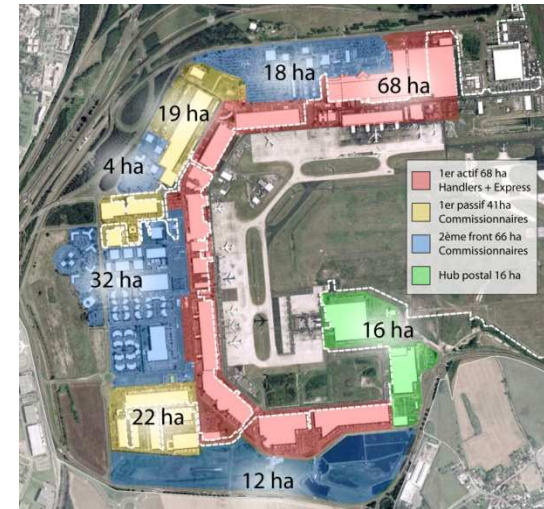 18 ha
68 ha
19 ha
4 ha
1er actif 68 ha
Handlers + Express
1er passif 41ha
Commissionnaires
2ème front 66 ha
Commissionnaires
Hub postal 16 ha
32 ha
16 ha
22 ha
12 ha